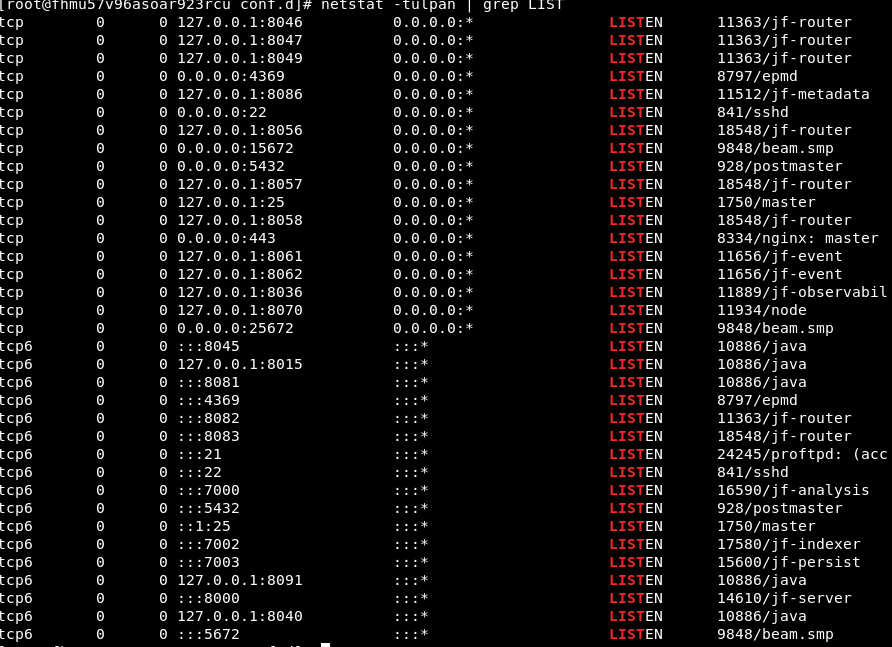 [root@fhmu57v96asoar923rcu conf.d]# netstat -tulpan | grep LIST
tcp 0 0 127.0.0.1:8046 0.0.0.0:* LISTEN 11363/jf-router
tcp 0 0 127.0.0.1:8047 0.0.0.0:* LISTEN 11363/jf-router
tcp 0 0 127.0.0.1:8049 0.0.0.0:* LISTEN 11363/jf-router
tcp 0 0 0.0.0.0:4369 0.0.0.0:* LISTEN 8797/epmd
tcp 0 0 127.0.0.1:8086 0.0.0.0:* LISTEN 11512/jf-metadata
tcp 0 0 0.0.0.0:22 0.0.0.0:* LISTEN 841/sshd
tcp 0 0 127.0.0.1:8056 0.0.0.0:* LISTEN 18548/jf-router
tcp 0 0 0.0.0.0:15672 0.0.0.0:* LISTEN 9848/beam.smp
tcp 0 0 0.0.0.0:5432 0.0.0.0:* LISTEN 928/postmaster
tcp 0 0 127.0.0.1:8057 0.0.0.0:* LISTEN 18548/jf-router
tcp 0 0 127.0.0.1:25 0.0.0.0:* LISTEN 1750/master
tcp 0 0 127.0.0.1:8058 0.0.0.0:* LISTEN 18548/jf-router
tcp 0 0 0.0.0.0:443 0.0.0.0:* LISTEN 8334/nginx: master
tcp 0 0 127.0.0.1:8061 0.0.0.0:* LISTEN 11656/jf-event
tcp 0 0 127.0.0.1:8062 0.0.0.0:* LISTEN 11656/jf-event
tcp 0 0 127.0.0.1:8036 0.0.0.0:* LISTEN 11889/jf-observabil
tcp 0 0 127.0.0.1:8070 0.0.0.0:* LISTEN 11934/node
tcp 0 0 0.0.0.0:25672 0.0.0.0:* LISTEN 9848/beam.smp
tcp6 0 0 :::8045 :::* LISTEN 10886/java
tcp6 0 0 127.0.0.1:8015 :::* LISTEN 10886/java
tcp6 0 0 :::8081 :::* LISTEN 10886/java
tcp6 0 0 :::4369 :::* LISTEN 8797/epmd
tcp6 0 0 :::8082 :::* LISTEN 11363/jf-router
tcp6 0 0 :::8083 :::* LISTEN 18548/jf-router
tcp6 0 0 :::21 :::* LISTEN 24245/proftpd: (acc
tcp6 0 0 :::22 :::* LISTEN 841/sshd
tcp6 0 0 :::7000 :::* LISTEN 16590/jf-analysis
tcp6 0 0 :::5432 :::* LISTEN 928/postmaster
tcp6 0 0 ::1:25 :::* LISTEN 1750/master
tcp6 0 0 :::7002 :::* LISTEN 17580/jf-indexer
tcp6 0 0 :::7003 :::* LISTEN 15600/jf-persist
tcp6 0 0 127.0.0.1:8091 :::* LISTEN 10886/java
tcp6 0 0 :::8000 :::* LISTEN 14610/jf-server
tcp6 0 0 127.0.0.1:8040 :::* LISTEN 10886/java
tcp6 0 0 :::5672 :::* LISTEN 9848/beam.smp